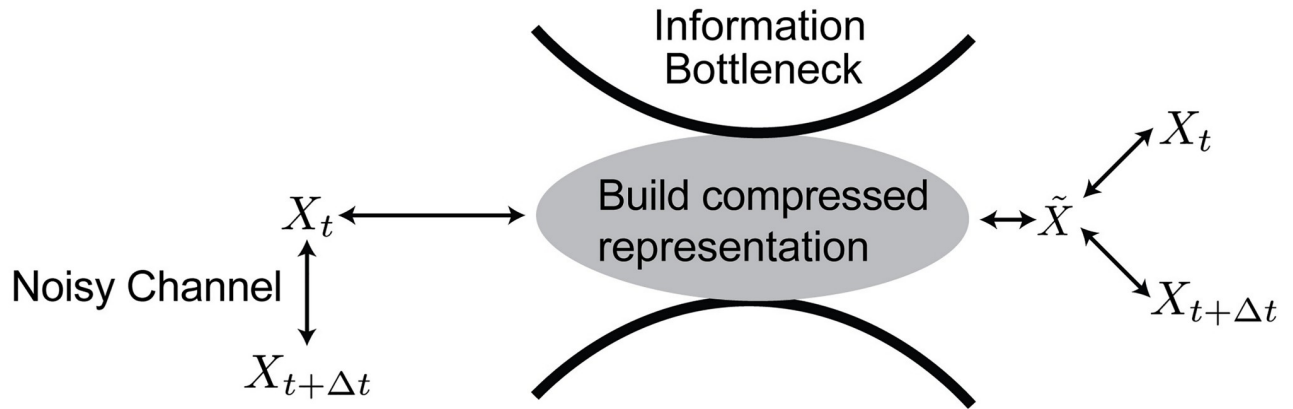 Information
Bottleneck
X_t
Build compressed
representation
X̃
X_t
Noisy Channel
X_{t+Δt}
X_{t+Δt}